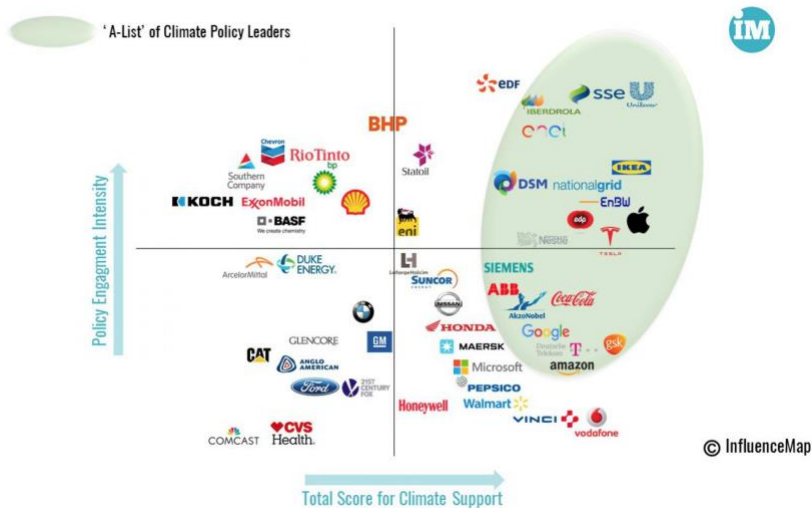 ' A-List' of Climate Policy Leaders
iM
edf
IBERDROLA
sse
Unilever
enel
BHP
Chevron
RioTinto
Statoil
Southern
Company
bp
IKEA
DSM
nationalgrid
KOCH
ExxonMobil
EnBW
BASF
We create chemistry
eni
edp
Nestlé
TESLA
Policy Engagment Intensity
ArcelorMittal
DUKE
ENERGY®
LH
LafargeHolcim
SUNCOR
ENERGY
SIEMENS
ABB
AkzoNobel
Coca-Cola
NISSAN
BMW
HONDA
Google
GLENCORE
GM
MAERSK
Deutsche
Telekom
T
gsk
CAT
ANGLO
AMERICAN
Microsoft
amazon
Ford
21ST
CENTURY
FOX
PEPSICO
Honeywell
Walmart
VINCI
vodafone
COMCAST
CVS
Health®
© InfluenceMap
Total Score for Climate Support